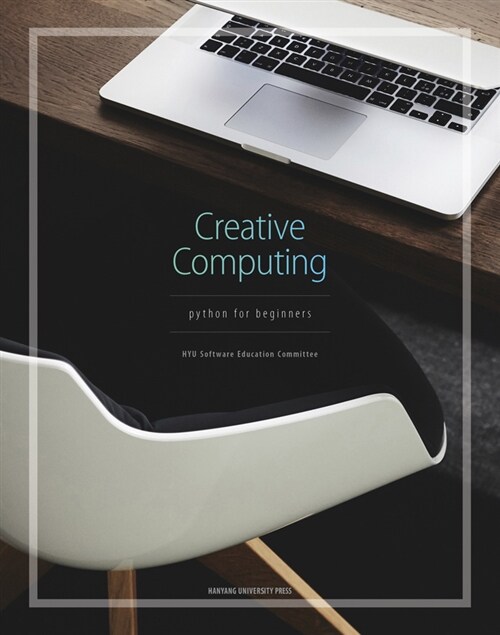 Creative
Computing
python for beginners
HYU Software Education Committee
HANYANG UNIVERSITY PRESS